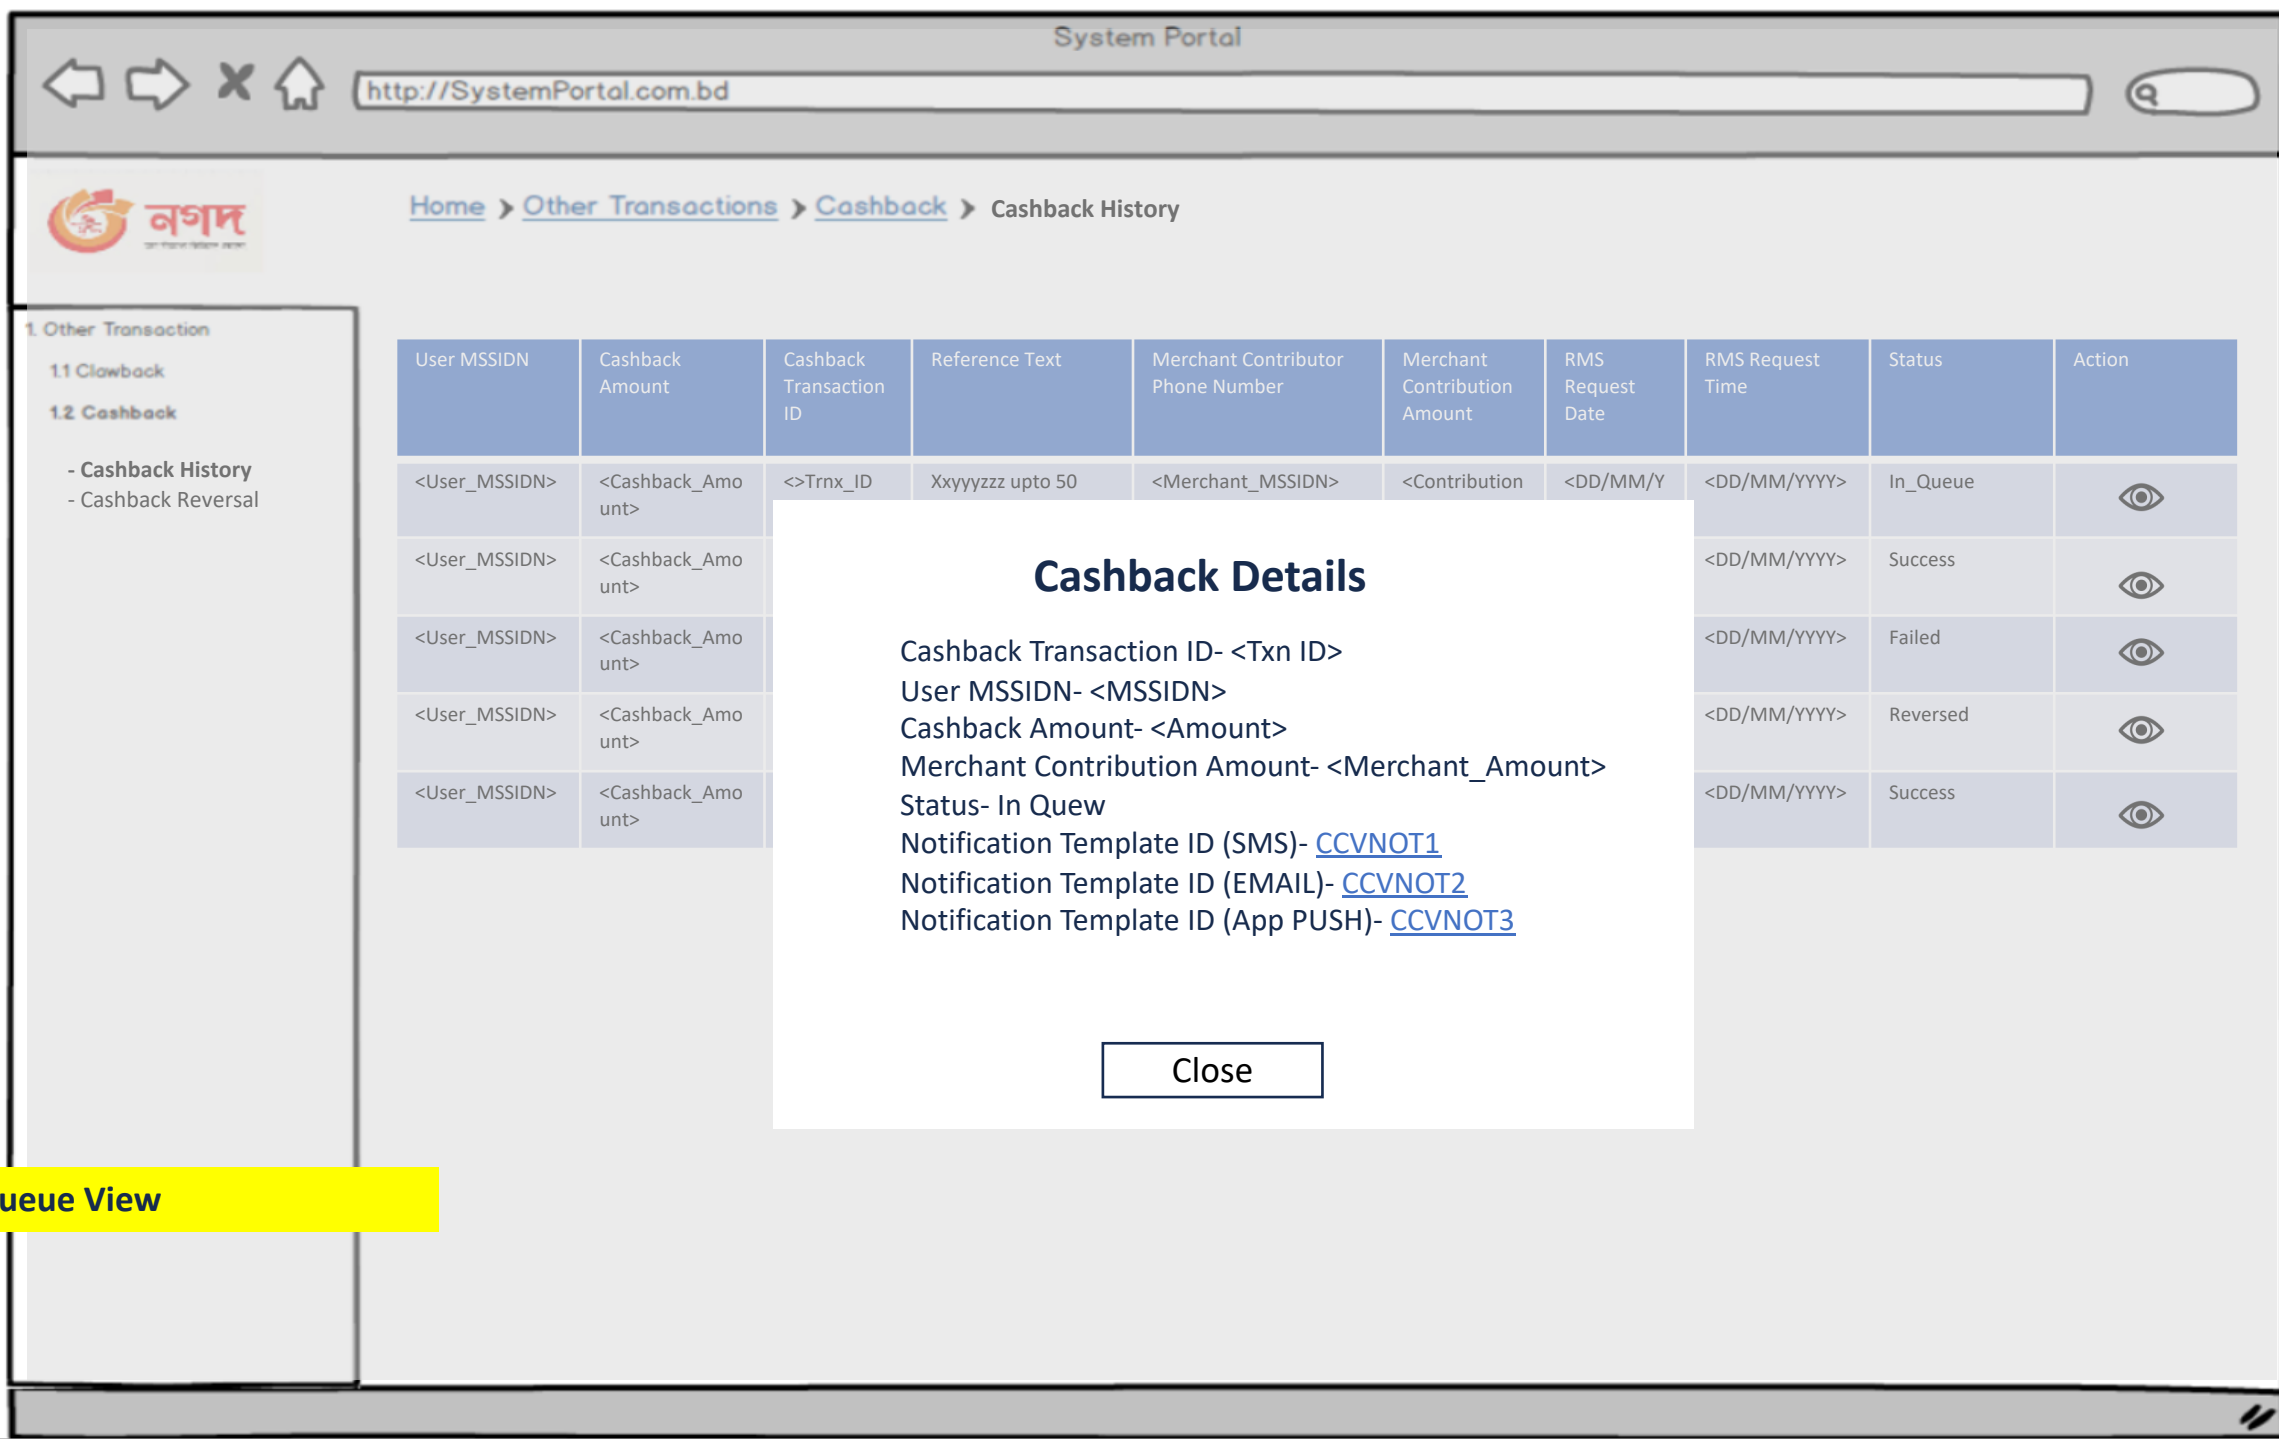 System Portal
http://SystemPortal.com.bd
নগদ
Home > Other Transactions > Cashback > Cashback History
1. Other Transaction
1.1 Clawback
1.2 Cashback
- Cashback History
- Cashback Reversal
User MSSIDN Cashback Amount Cashback Transaction ID Reference Text Merchant Contributor Phone Number Merchant Contribution Amount RMS Request Date RMS Request Time Status Action
<User_MSSIDN> <Cashback_Amount> <>Trnx_ID Xxyyyzzz upto 50 <Merchant_MSSIDN> <Contribution <DD/MM/Y <DD/MM/YYYY> In_Queue
<User_MSSIDN> <Cashback_Amount> <DD/MM/YYYY> Success
<User_MSSIDN> <Cashback_Amount> <DD/MM/YYYY> Failed
<User_MSSIDN> <Cashback_Amount> <DD/MM/YYYY> Reversed
<User_MSSIDN> <Cashback_Amount> <DD/MM/YYYY> Success
Cashback Details
Cashback Transaction ID- <Txn ID>
User MSSIDN- <MSSIDN>
Cashback Amount- <Amount>
Merchant Contribution Amount- <Merchant_Amount>
Status- In Quew
Notification Template ID (SMS)- CCVNOT1
Notification Template ID (EMAIL)- CCVNOT2
Notification Template ID (App PUSH)- CCVNOT3
Close
ueue View